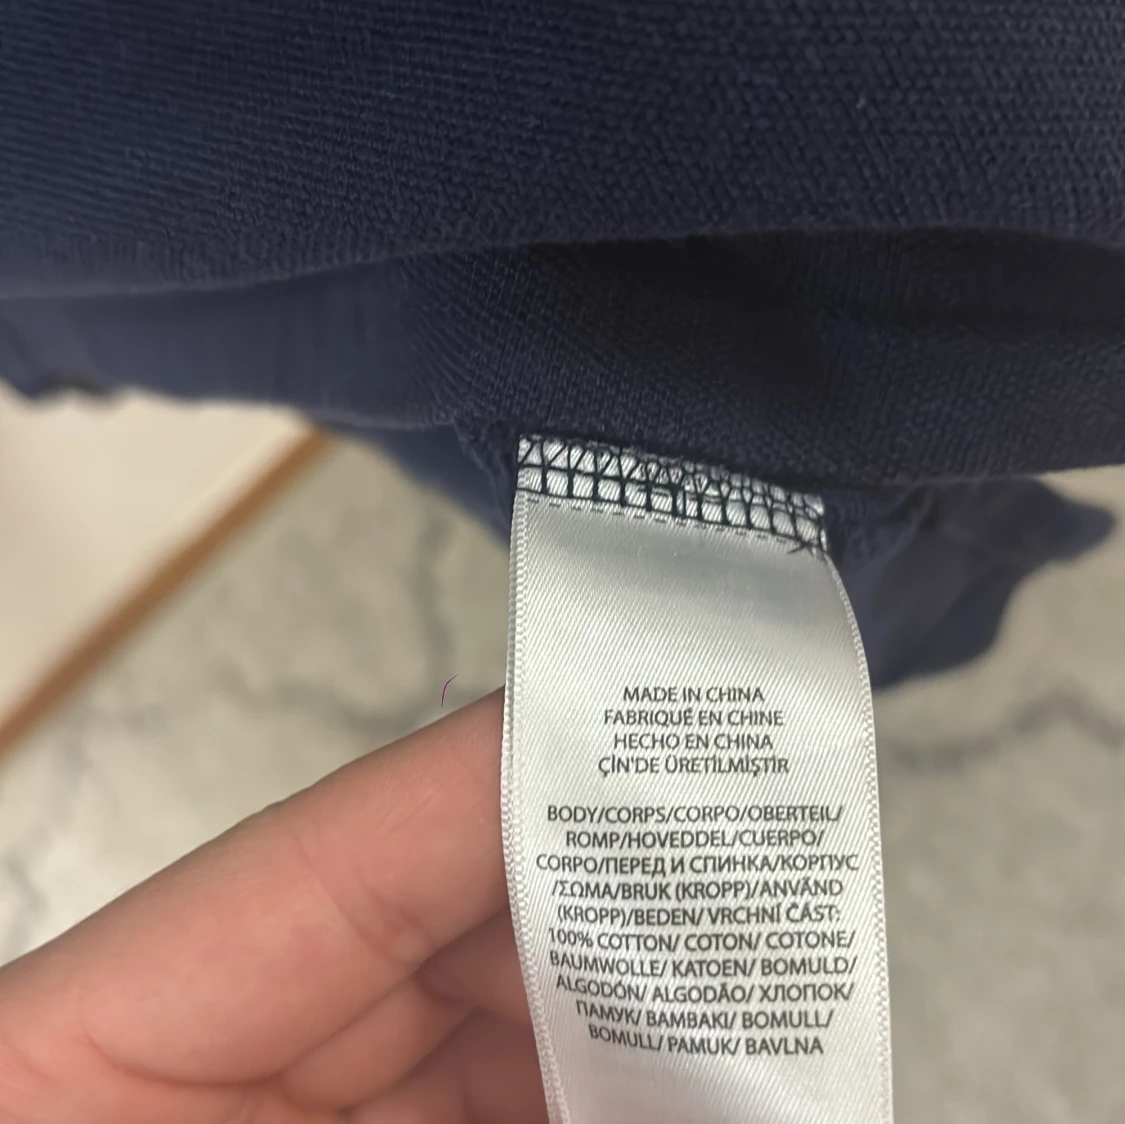 MADE IN CHINA
FABRIQUÉ EN CHINE
HECHO EN CHINA
ÇİN'DE ÜRETİLMİŞTİR
BODY/CORPS/CORPO/OBERTEIL/
ROMP/HOVEDDEL/CUERPO/
CORPO/ПЕРЕД И СПИНКА/КОРПУС
/ΣΩΜΑ/BRUK (KROPP)/ANVÄND
(KROPP)/BEDEN/ VRCHNÍ ČÁST:
100% COTTON/ COTON/ COTONE/
BAUMWOLLE/ KATOEN/ BOMULD/
ALGODÓN/ ALGODÃO/ ХЛОПОК/
ПАМУК/ BAMBAKI/ BOMULL/
BOMULL/ PAMUK/ BAVLNA